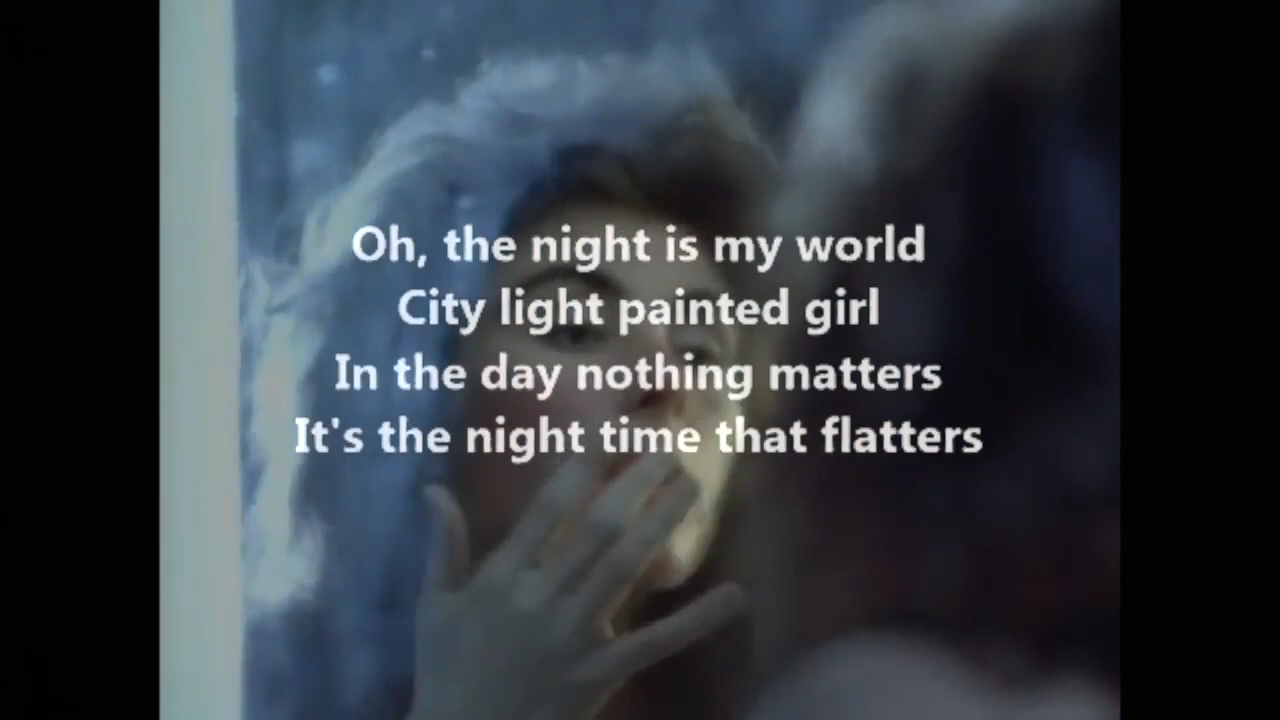 Oh, the night is my world
City light painted girl
In the day nothing matters
It's the night time that flatters